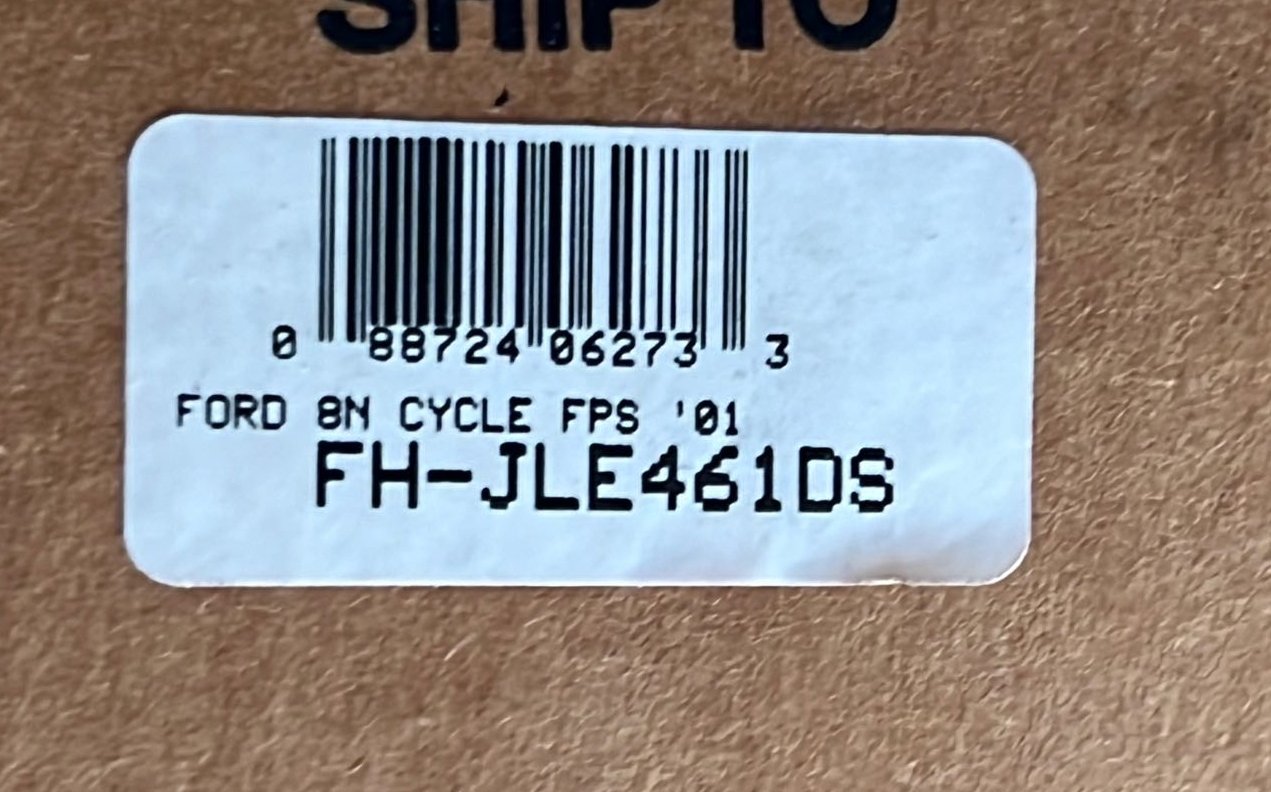 SHIP TO
0 88724 06273 3
FORD 8N CYCLE FPS '01
FH-JLE461DS